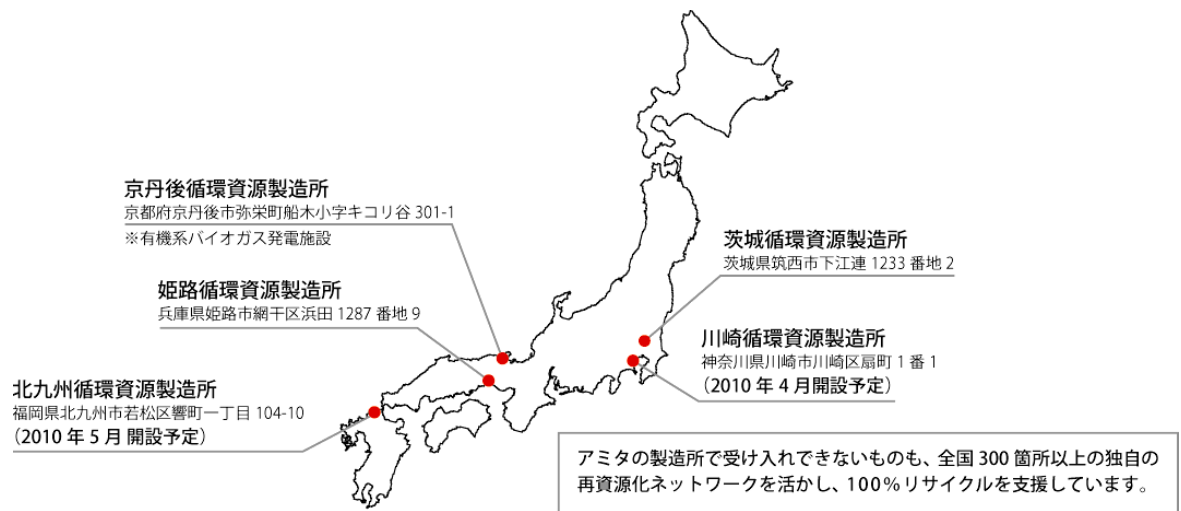 京丹後循環資源製造所
京都府京丹後市弥栄町船木小字キコリ谷 301-1
※有機系バイオガス発電施設
姫路循環資源製造所
兵庫県姫路市網干区浜田 1287 番地 9
北九州循環資源製造所
福岡県北九州市若松区響町一丁目 104-10
（2010 年 5 月 開設予定）
茨城循環資源製造所
茨城県筑西市下江連 1233 番地 2
川崎循環資源製造所
神奈川県川崎市川崎区扇町 1 番 1
（2010 年 4 月開設予定）
アミタの製造所で受け入れできないものも、全国 300 箇所以上の独自の
再資源化ネットワークを活かし、100％リサイクルを支援しています。